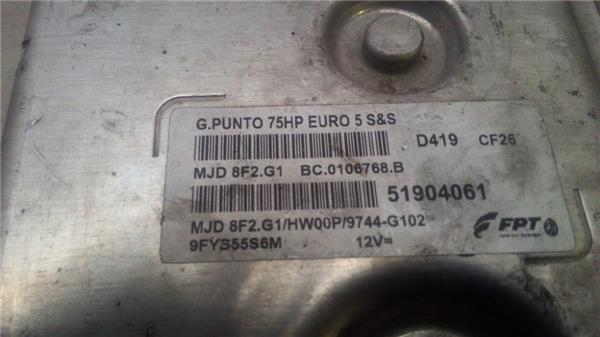 G.PUNTO 75HP EURO 5 S&S
D419 CF26
MJD 8F2.G1 BC.0106768.B
51904061
MJD 8F2.G1/HW00P/9744-G102
9FYS55S6M 12V=
FPT